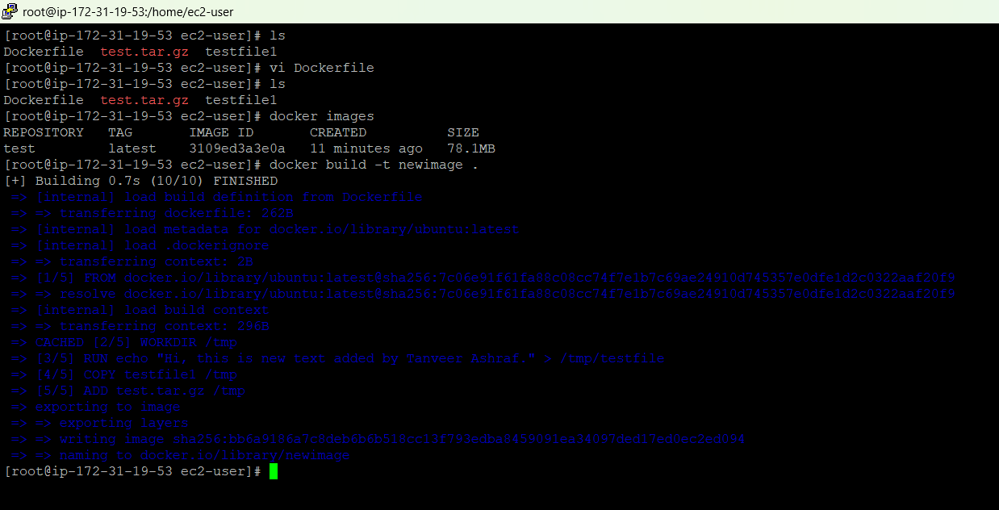 root@ip-172-31-19-53:/home/ec2-user
[root@ip-172-31-19-53 ec2-user]# ls
Dockerfile  test.tar.gz  testfile1
[root@ip-172-31-19-53 ec2-user]# vi Dockerfile
[root@ip-172-31-19-53 ec2-user]# ls
Dockerfile  test.tar.gz  testfile1
[root@ip-172-31-19-53 ec2-user]# docker images
REPOSITORY   TAG       IMAGE ID       CREATED          SIZE
test         latest    3109ed3a3e0a   11 minutes ago   78.1MB
[root@ip-172-31-19-53 ec2-user]# docker build -t newimage .
[+] Building 0.7s (10/10) FINISHED
=> [internal] load build definition from Dockerfile
=> => transferring dockerfile: 262B
=> [internal] load metadata for docker.io/library/ubuntu:latest
=> [internal] load .dockerignore
=> => transferring context: 2B
=> [1/5] FROM docker.io/library/ubuntu:latest@sha256:7c06e91f61fa88c08cc74f7e1b7c69ae24910d745357e0dfe1d2c0322aaf20f9
=> => resolve docker.io/library/ubuntu:latest@sha256:7c06e91f61fa88c08cc74f7e1b7c69ae24910d745357e0dfe1d2c0322aaf20f9
=> [internal] load build context
=> => transferring context: 296B
=> CACHED [2/5] WORKDIR /tmp
=> [3/5] RUN echo "Hi, this is new text added by Tanveer Ashraf." > /tmp/testfile
=> [4/5] COPY testfile1 /tmp
=> [5/5] ADD test.tar.gz /tmp
=> exporting to image
=> => exporting layers
=> => writing image sha256:bb6a9186a7c8deb6b6b518cc13f793edba8459091ea34097ded17ed0ec2ed094
=> => naming to docker.io/library/newimage
[root@ip-172-31-19-53 ec2-user]#